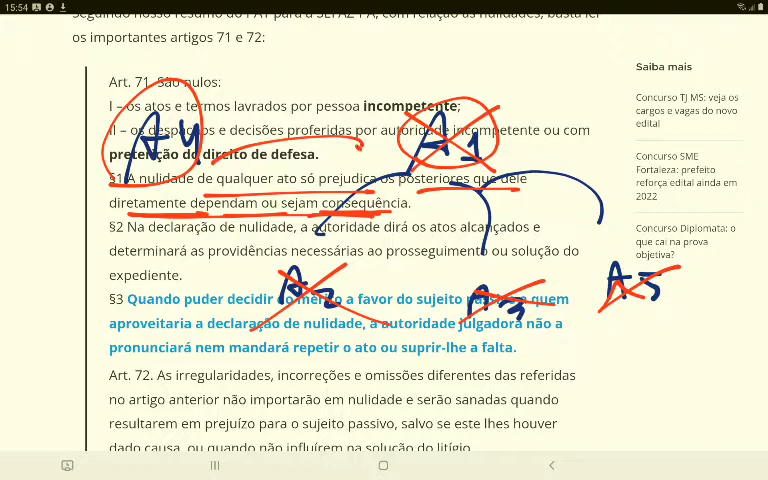 15:54
Seguindo nosso resumo do PAT para a SEFAZ PA, com relação às nulidades, basta ler
os importantes artigos 71 e 72:
Art. 71. São nulos:
I – os atos e termos lavrados por pessoa incompetente;
II – os despachos e decisões proferidas por autoridade incompetente ou com
preterição do direito de defesa.
§1 A nulidade de qualquer ato só prejudica os posteriores que dele
diretamente dependam ou sejam consequência.
§2 Na declaração de nulidade, a autoridade dirá os atos alcançados e
determinará as providências necessárias ao prosseguimento ou solução do
expediente.
§3 Quando puder decidir do mérito a favor do sujeito passivo a quem
aproveitaria a declaração de nulidade, a autoridade julgadora não a
pronunciará nem mandará repetir o ato ou suprir-lhe a falta.
Art. 72. As irregularidades, incorreções e omissões diferentes das referidas
no artigo anterior não importarão em nulidade e serão sanadas quando
resultarem em prejuízo para o sujeito passivo, salvo se este lhes houver
dado causa, ou quando não influírem na solução do litígio.
A4
A1
A2
A3
A5
Saiba mais
Concurso TJ MS: veja os
cargos e vagas do novo
edital
Concurso SME
Fortaleza: prefeito
reforça edital ainda em
2022
Concurso Diplomata: o
que cai na prova
objetiva?